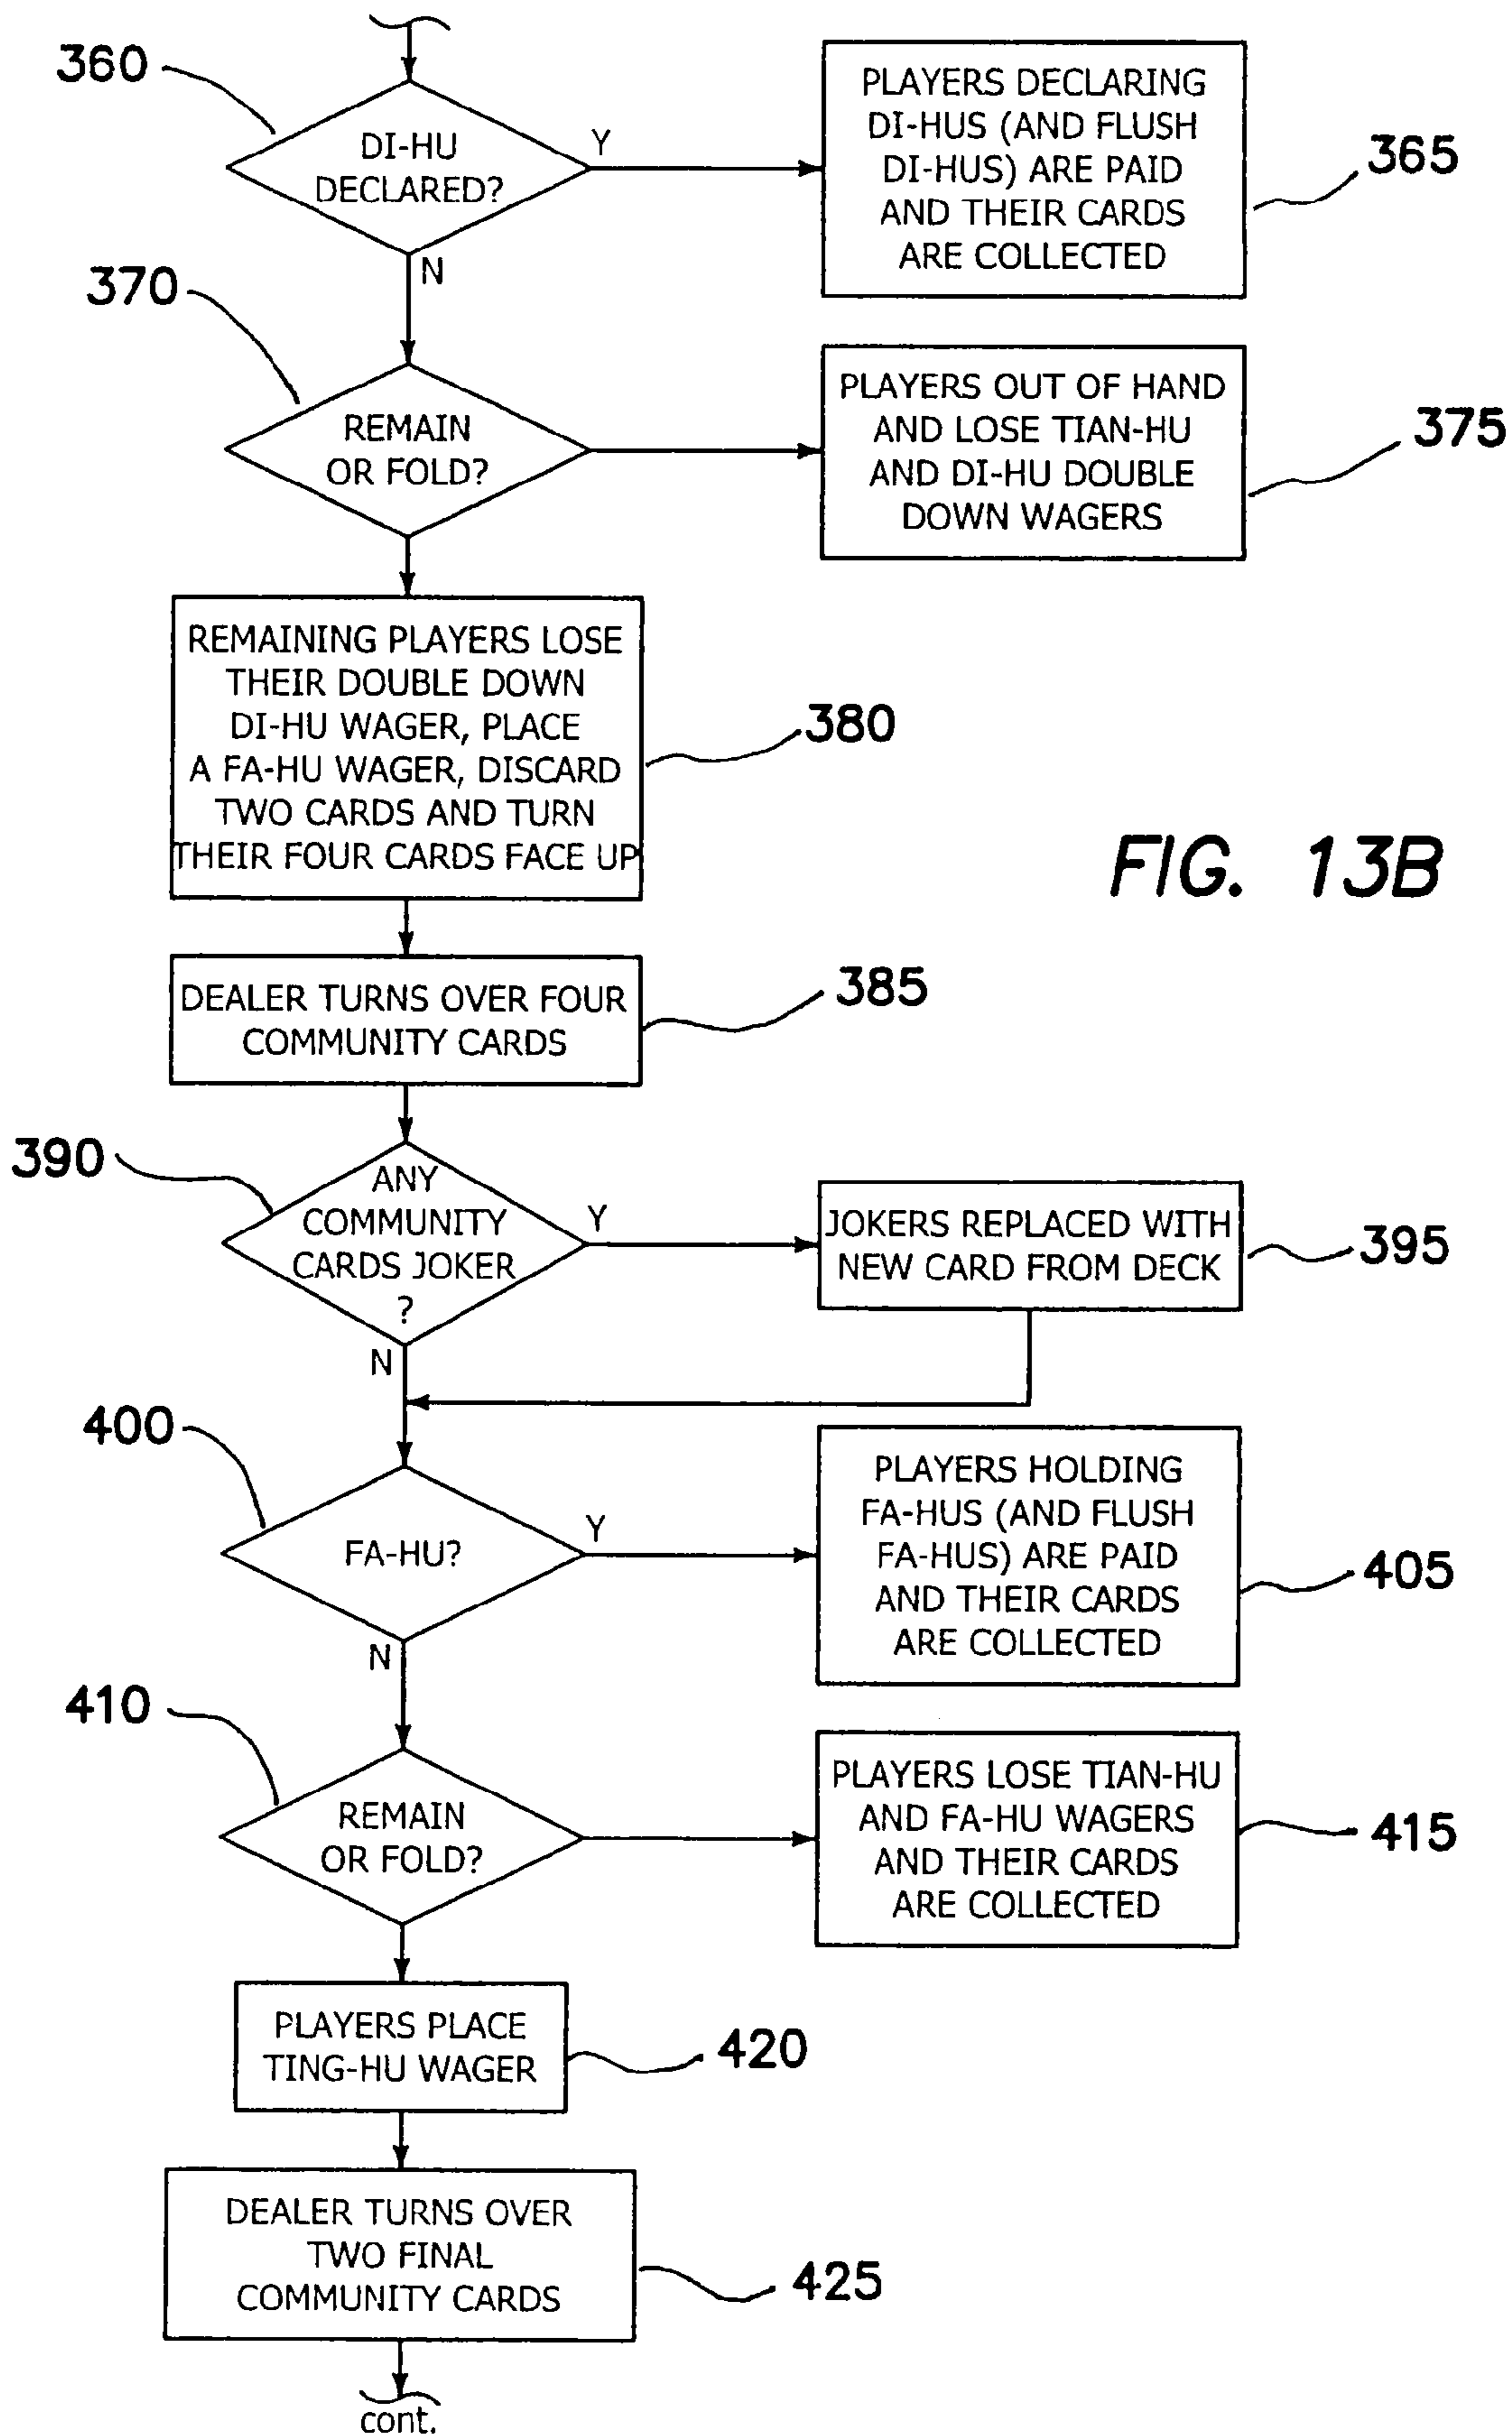 360
DI-HU
DECLARED?
Y
N
PLAYERS DECLARING
DI-HUS (AND FLUSH
DI-HUS) ARE PAID
AND THEIR CARDS
ARE COLLECTED
365
370
REMAIN
OR FOLD?
PLAYERS OUT OF HAND
AND LOSE TIAN-HU
AND DI-HU DOUBLE
DOWN WAGERS
375
REMAINING PLAYERS LOSE
THEIR DOUBLE DOWN
DI-HU WAGER, PLACE
A FA-HU WAGER, DISCARD
TWO CARDS AND TURN
THEIR FOUR CARDS FACE UP
380
FIG. 13B
DEALER TURNS OVER FOUR
COMMUNITY CARDS
385
390
ANY
COMMUNITY
CARDS JOKER
?
Y
N
JOKERS REPLACED WITH
NEW CARD FROM DECK
395
400
FA-HU?
Y
N
PLAYERS HOLDING
FA-HUS (AND FLUSH
FA-HUS) ARE PAID
AND THEIR CARDS
ARE COLLECTED
405
410
REMAIN
OR FOLD?
PLAYERS LOSE TIAN-HU
AND FA-HU WAGERS
AND THEIR CARDS
ARE COLLECTED
415
PLAYERS PLACE
TING-HU WAGER
420
DEALER TURNS OVER
TWO FINAL
COMMUNITY CARDS
425
cont.